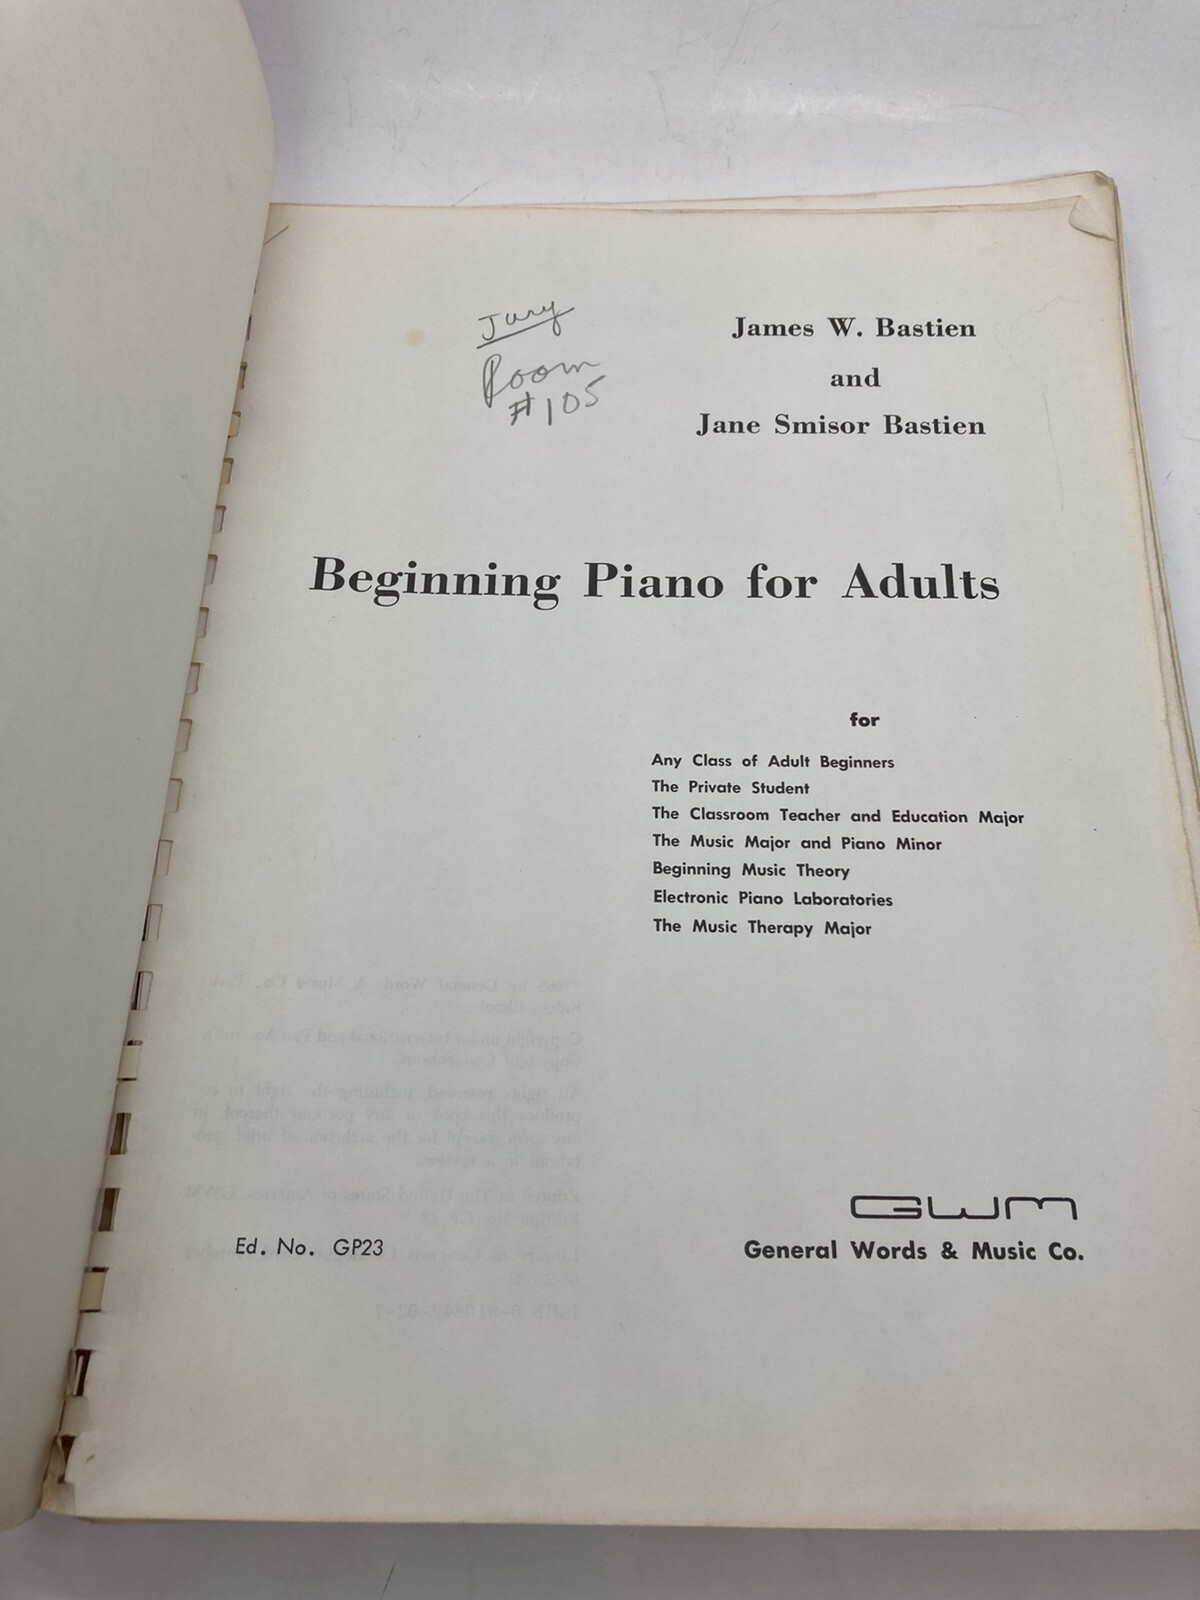 Jury
Room
#105
James W. Bastien
and
Jane Smisor Bastien
Beginning Piano for Adults
for
Any Class of Adult Beginners
The Private Student
The Classroom Teacher and Education Major
The Music Major and Piano Minor
Beginning Music Theory
Electronic Piano Laboratories
The Music Therapy Major
GWM
General Words & Music Co.
Ed. No. GP23